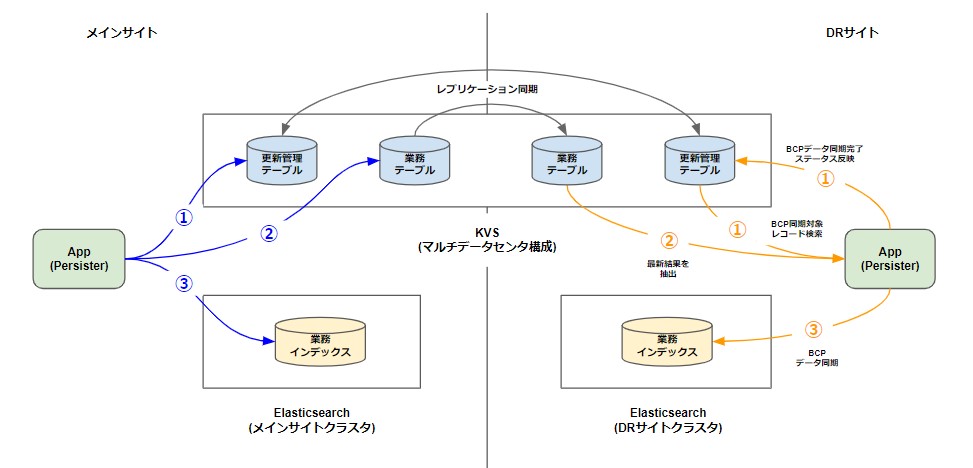 メインサイト
DRサイト
レプリケーション同期
更新管理
テーブル
業務
テーブル
業務
テーブル
更新管理
テーブル
BCPデータ同期完了
ステータス反映
①
①
②
KVS
(マルチデータセンタ構成)
②
最新結果を
抽出
①
BCP同期対象
レコード検索
App
(Persister)
App
(Persister)
③
業務
インデックス
業務
インデックス
③
BCP
データ同期
Elasticsearch
(メインサイトクラスタ)
Elasticsearch
(DRサイトクラスタ)